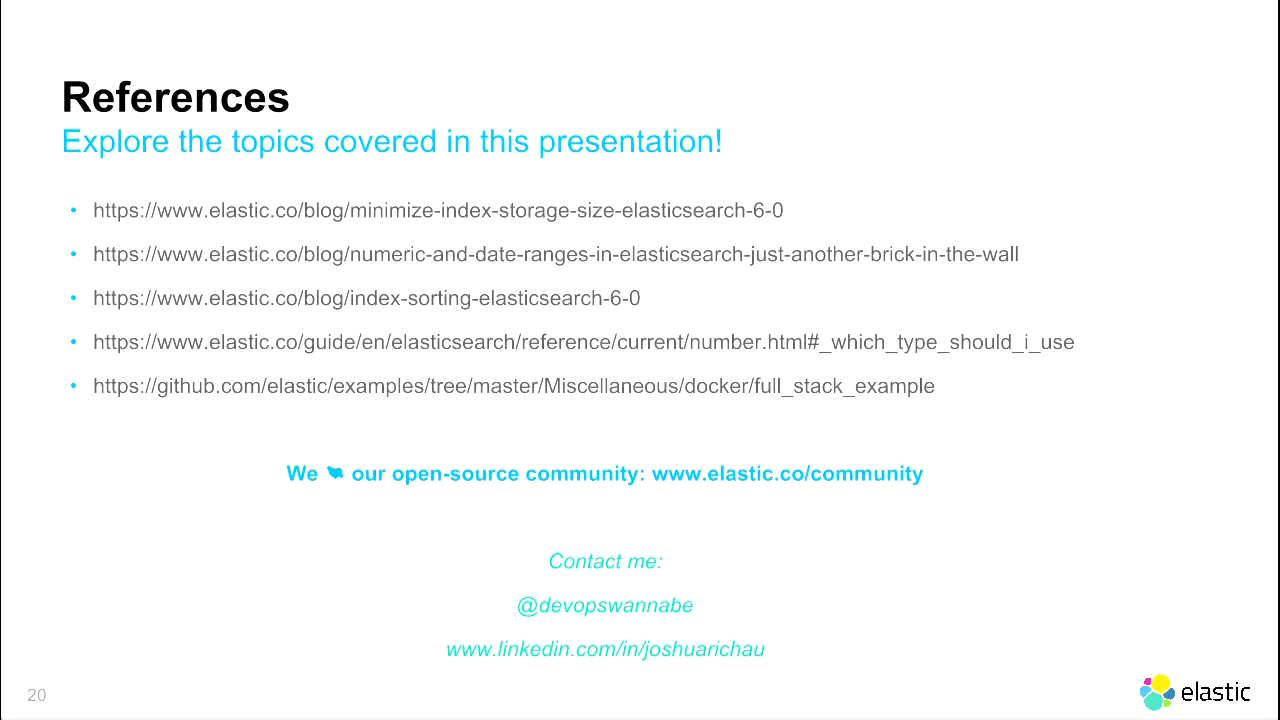 References
Explore the topics covered in this presentation!
• https://www.elastic.co/blog/minimize-index-storage-size-elasticsearch-6-0
• https://www.elastic.co/blog/numeric-and-date-ranges-in-elasticsearch-just-another-brick-in-the-wall
• https://www.elastic.co/blog/index-sorting-elasticsearch-6-0
• https://www.elastic.co/guide/en/elasticsearch/reference/current/number.html#_which_type_should_i_use
• https://github.com/elastic/examples/tree/master/Miscellaneous/docker/full_stack_example
We ❤ our open-source community: www.elastic.co/community
Contact me:
@devopswannabe
www.linkedin.com/in/joshuarichau
20
elastic